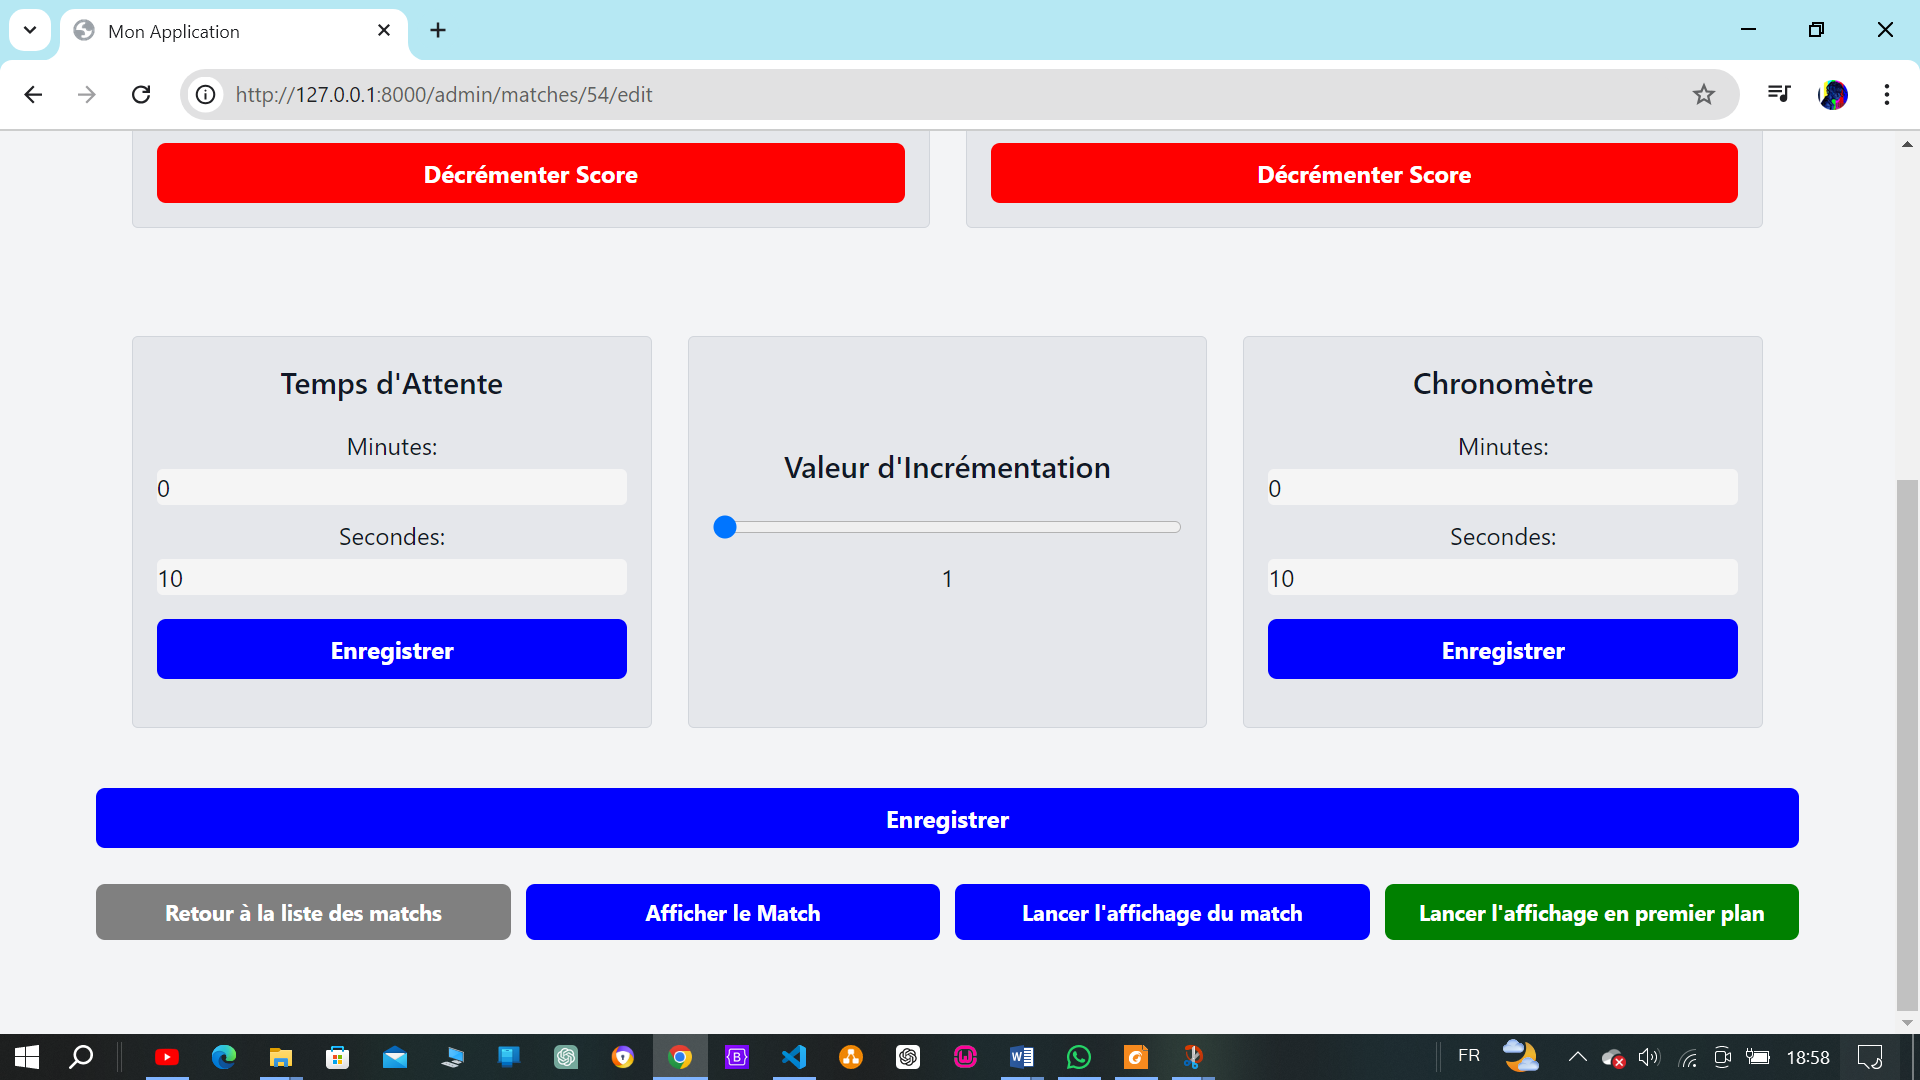 Mon Application
http://127.0.0.1:8000/admin/matches/54/edit
Décrémenter Score
Décrémenter Score
Temps d'Attente
Minutes:
0
Secondes:
10
Enregistrer
Valeur d'Incrémentation
1
Chronomètre
Minutes:
0
Secondes:
10
Enregistrer
Enregistrer
Retour à la liste des matchs
Afficher le Match
Lancer l'affichage du match
Lancer l'affichage en premier plan
FR
18:58